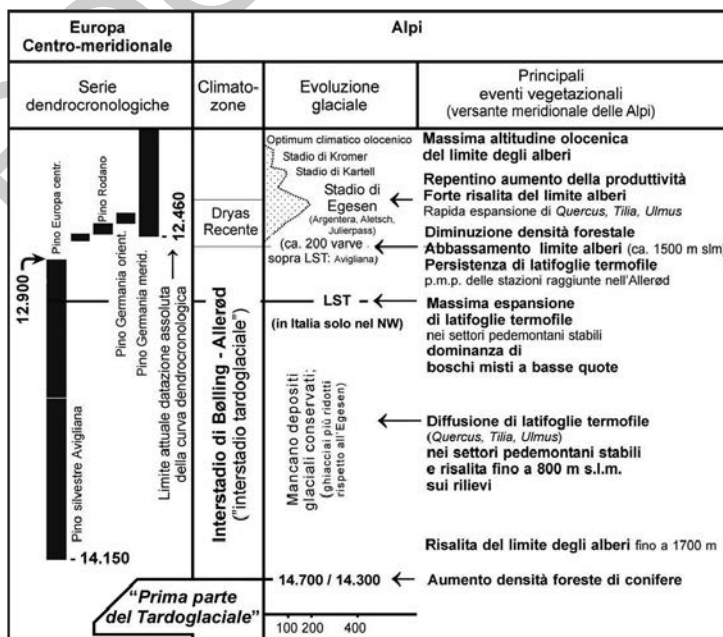 Europa
Centro-meridionale
Alpi
Serie
dendrocronologiche
Climato-
zone
Evoluzione
glaciale
Principali
eventi vegetazionali
(versante meridionale delle Alpi)
Pino Europa centr.
Pino Rodano
Pino Germania orient.
Pino Germania merid.
12.460
12.900
Limite attuale datazione assoluta
della curva dendrocronologica
Pino silvestre Avigliana
- 14.150
Dryas
Recente
Interstadio di Bølling - Allerød
("interstadio tardoglaciale")
Optimum climatico olocenico
Stadio di Kromer
Stadio di Kartell
Stadio di
Egesen
(Argentera, Aletsch,
Julierpass)
(ca. 200 varve
sopra LST: Avigliana)
LST
(in Italia solo nel NW)
Mancano depositi
glaciali conservati;
(ghiacciai più ridotti
rispetto all'Egesen)
14.700 / 14.300
100 200 400
Massima altitudine olocenica
del limite degli alberi
Repentino aumento della produttività
Forte risalita del limite alberi
Rapida espansione di Quercus, Tilia, Ulmus
Diminuzione densità forestale
Abbassamento limite alberi (ca. 1500 m slm)
Persistenza di latifoglie termofile
p.m.p. delle stazioni raggiunte nell'Allerød
Massima espansione
di latifoglie termofile
nei settori pedemontani stabili
dominanza di
boschi misti a basse quote
Diffusione di latifoglie termofile
(Quercus, Tilia, Ulmus)
nei settori pedemontani stabili
e risalita fino a 800 m s.l.m.
sui rilievi
Risalita del limite degli alberi fino a 1700 m
Aumento densità foreste di conifere
"Prima parte
del Tardoglaciale"